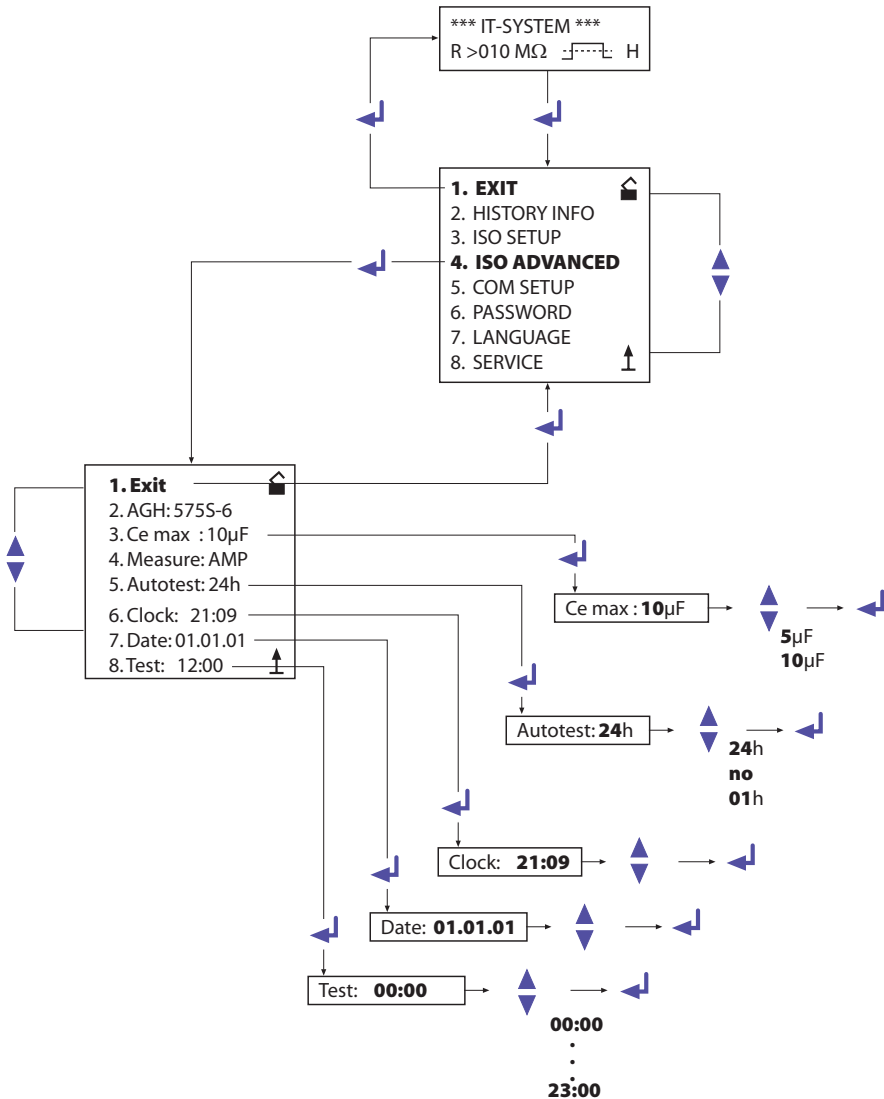 *** IT-SYSTEM ***
R >010 MΩ H
1. EXIT
2. HISTORY INFO
3. ISO SETUP
4. ISO ADVANCED
5. COM SETUP
6. PASSWORD
7. LANGUAGE
8. SERVICE
1. Exit
2. AGH: 575S-6
3. Ce max : 10µF
4. Measure: AMP
5. Autotest: 24h
6. Clock: 21:09
7. Date: 01.01.01
8. Test: 12:00
Ce max : 10µF
5µF
10µF
Autotest: 24h
24h
no
01h
Clock: 21:09
Date: 01.01.01
Test: 00:00
00:00
.
.
.
23:00